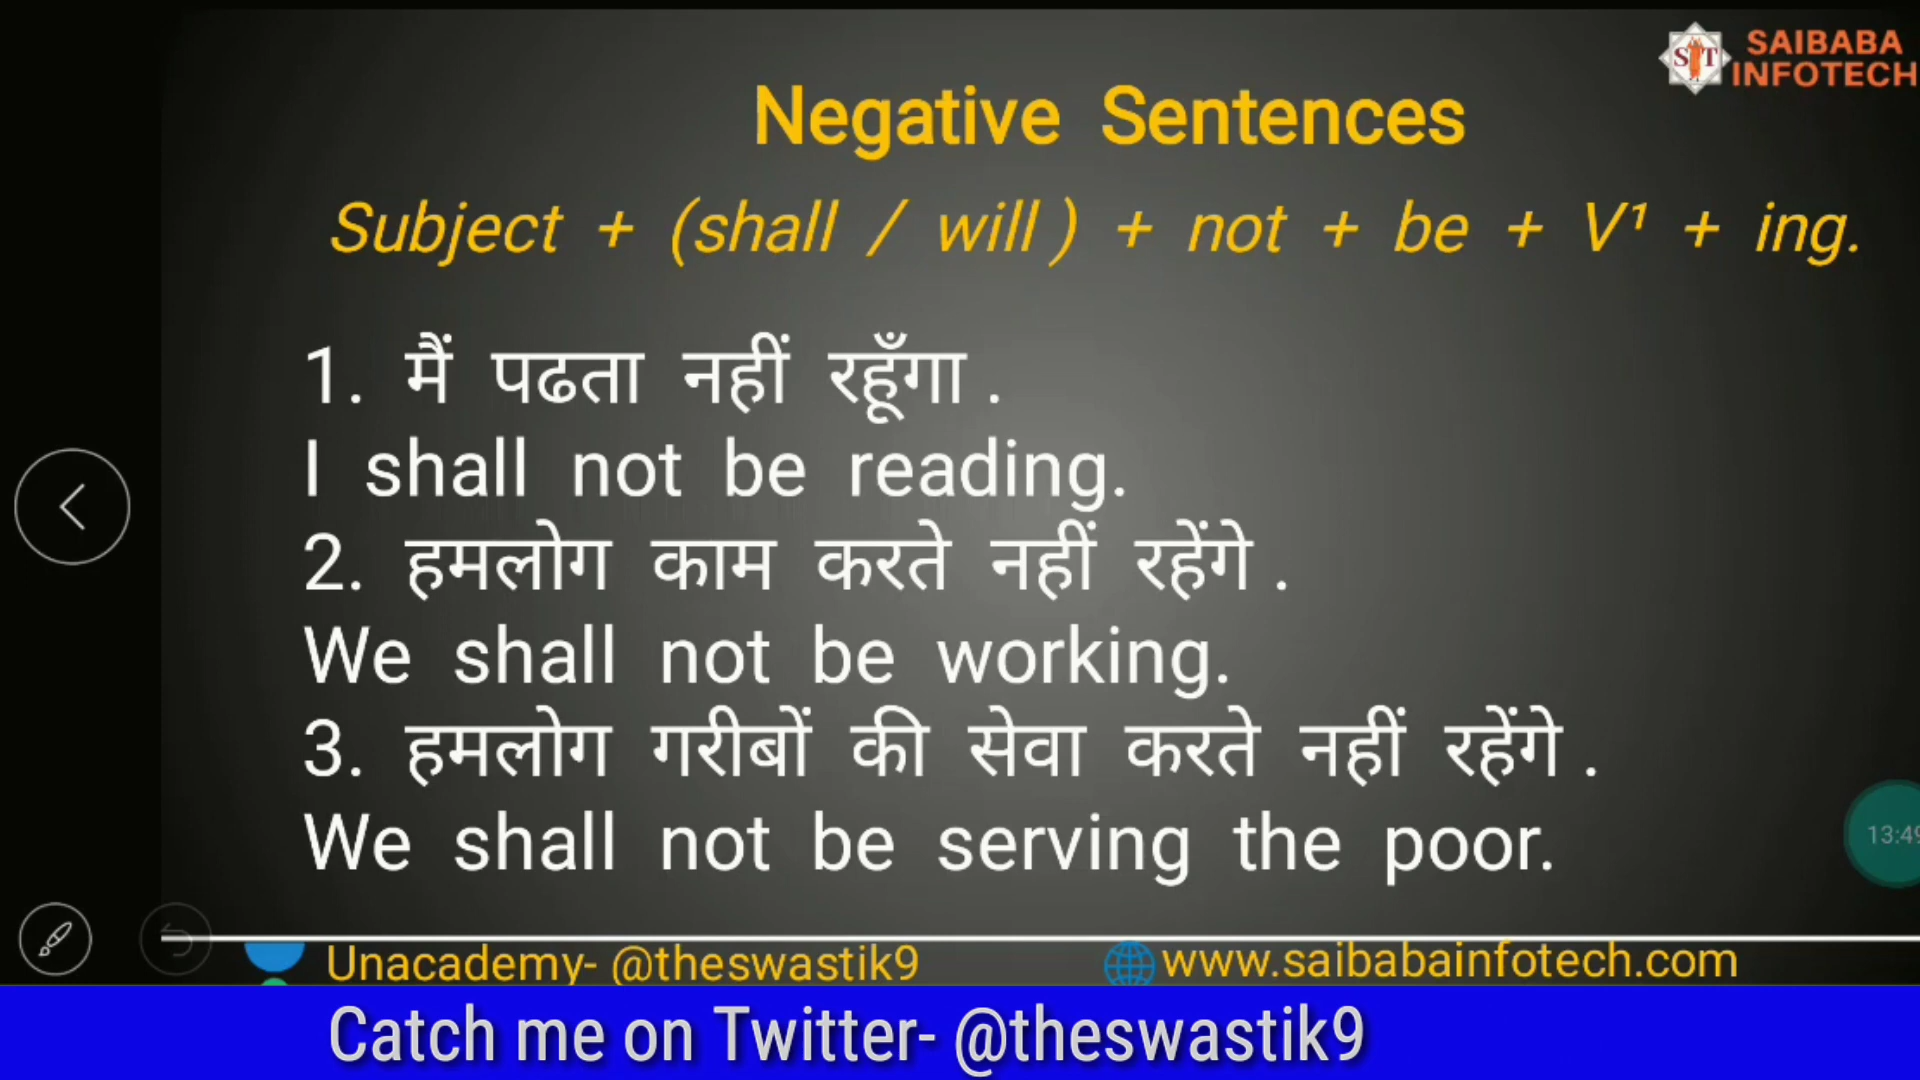 SAIBABA
INFOTECH
Negative Sentences
Subject + (shall / will ) + not + be + V¹ + ing.
1. मैं पढता नहीं रहूँगा .
I shall not be reading.
2. हमलोग काम करते नहीं रहेंगे .
We shall not be working.
3. हमलोग गरीबों की सेवा करते नहीं रहेंगे .
We shall not be serving the poor.
13:49
Unacademy- @theswastik9
www.saibabainfotech.com
Catch me on Twitter- @theswastik9